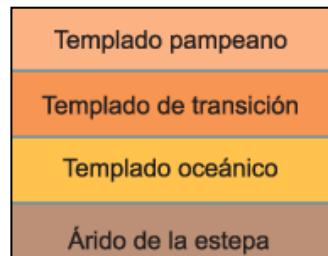 Templado pampeano
Templado de transición
Templado oceánico
Árido de la estepa